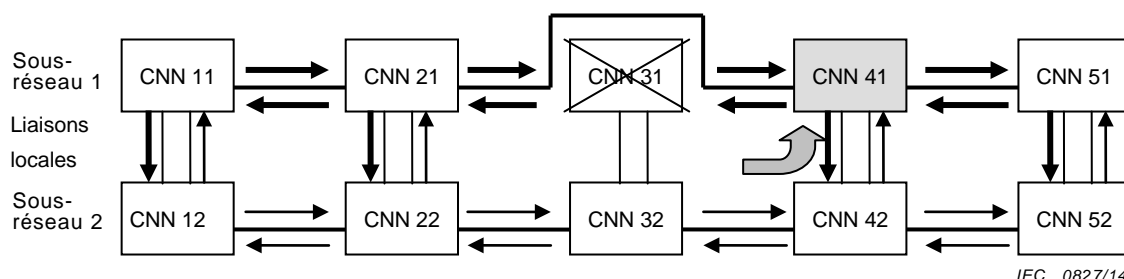 Sous-
réseau 1
CNN 11
CNN 21
CNN 31
CNN 41
CNN 51
Liaisons
locales
Sous-
réseau 2
CNN 12
CNN 22
CNN 32
CNN 42
CNN 52
IEC 0827/14